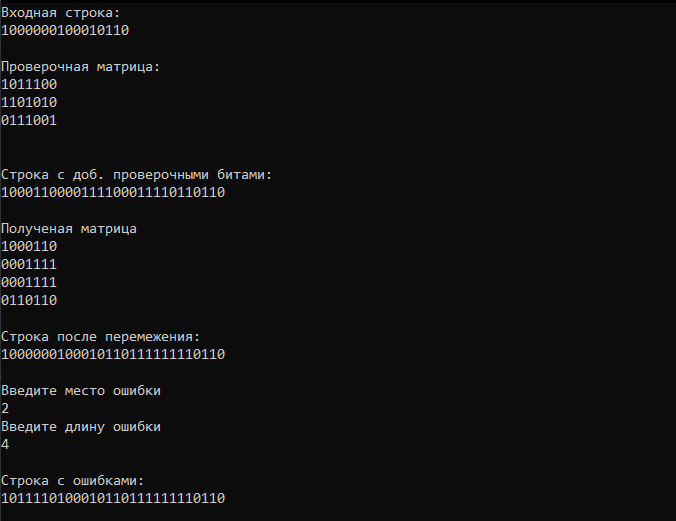 Входная строка:
1000000100010110
Проверочная матрица:
1011100
1101010
0111001
Строка с доб. проверочными битами:
1000110000111100011110110110
Полученая матрица
1000110
0001111
0001111
0110110
Строка после перемежения:
1000000100010110111111110110
Введите место ошибки
2
Введите длину ошибки
4
Строка с ошибками:
1011110100010110111111110110